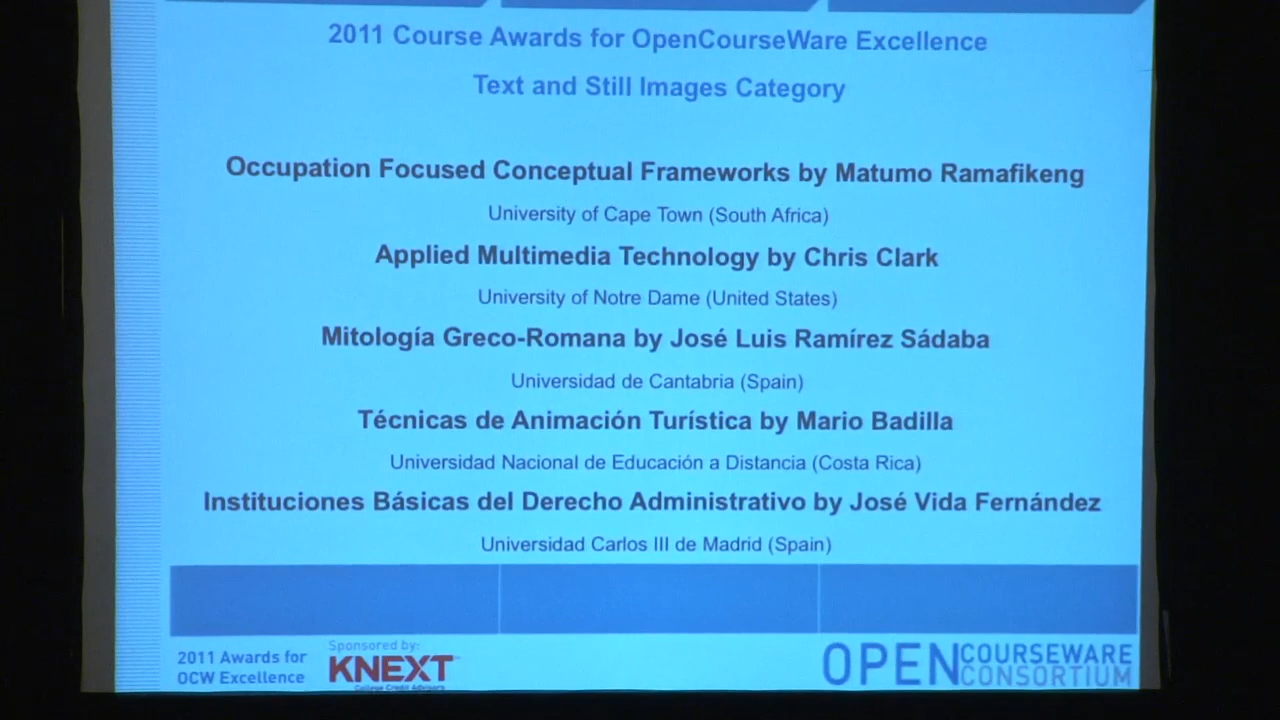 2011 Course Awards for OpenCourseWare Excellence
Text and Still Images Category
Occupation Focused Conceptual Frameworks by Matumo Ramafikeng
University of Cape Town (South Africa)
Applied Multimedia Technology by Chris Clark
University of Notre Dame (United States)
Mitología Greco-Romana by José Luis Ramírez Sádaba
Universidad de Cantabria (Spain)
Técnicas de Animación Turística by Mario Badilla
Universidad Nacional de Educación a Distancia (Costa Rica)
Instituciones Básicas del Derecho Administrativo by José Vida Fernández
Universidad Carlos III de Madrid (Spain)
2011 Awards for
OCW Excellence
Sponsored by:
KNEXT
College Credit Advisors
OPEN COURSEWARE
CONSORTIUM